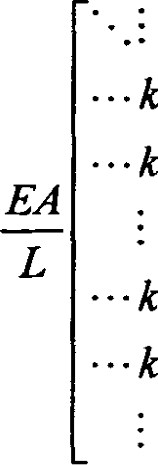 ⋱ ⋮
⋯ k
⋯ k
EA/L [ ⋮
⋯ k
⋯ k
⋮